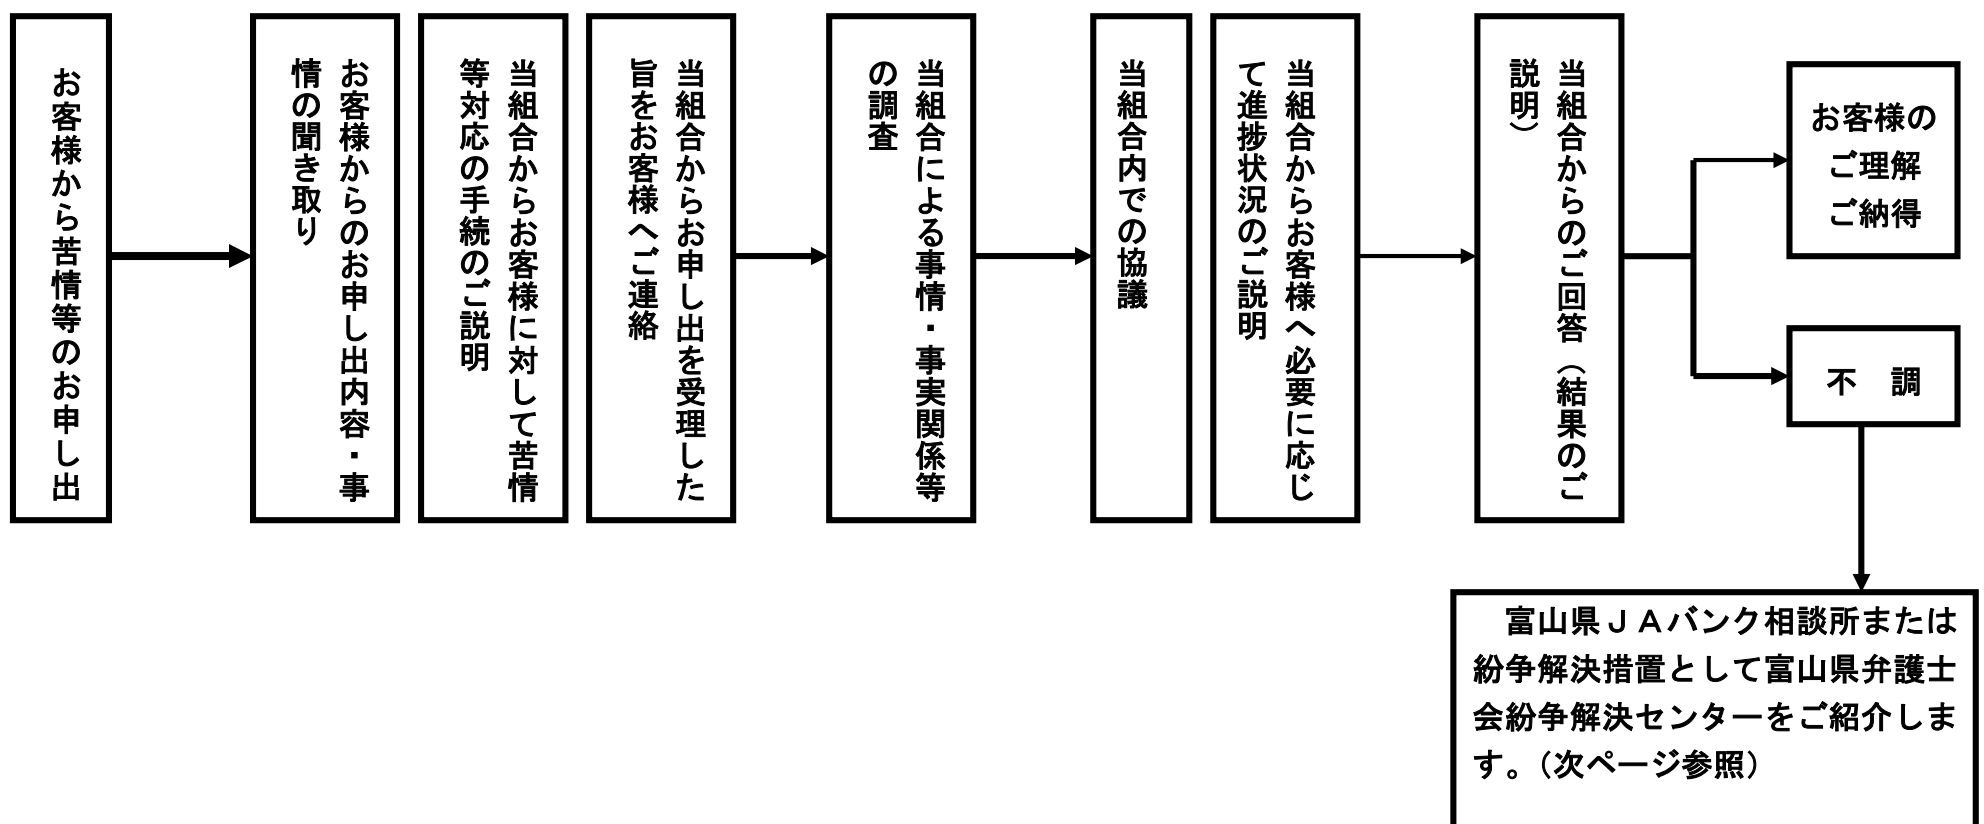 お客様から苦情等のお申し出
お客様からのお申し出内容・事
情の聞き取り
当組合からお客様に対して苦情
等対応の手続のご説明
当組合からお申し出を受理した
旨をお客様へご連絡
当組合による事情・事実関係等
の調査
当組合内での協議
当組合からお客様へ必要に応じ
て進捗状況のご説明
当組合からのご回答（結果のご
説明）
お客様の
ご理解
ご納得
不　調
富山県ＪＡバンク相談所または
紛争解決措置として富山県弁護士
会紛争解決センターをご紹介しま
す。（次ページ参照）